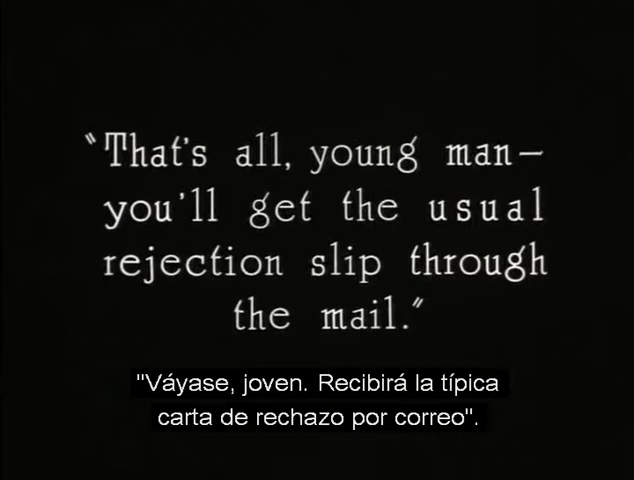 "That's all, young man—
you'll get the usual
rejection slip through
the mail."
"Váyase, joven. Recibirá la típica
carta de rechazo por correo".